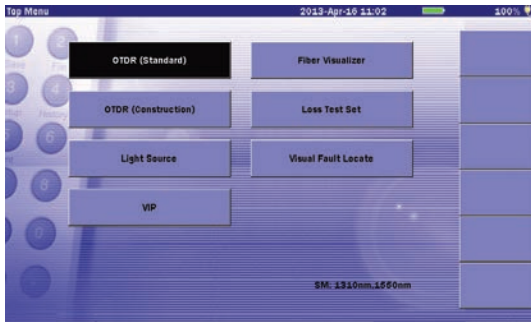 Top Menu 2013-Apr-16 11:02 100%
OTDR (Standard) Fiber Visualizer
OTDR (Construction) Loss Test Set
Light Source Visual Fault Locate
VIP
SM: 1310nm,1550nm